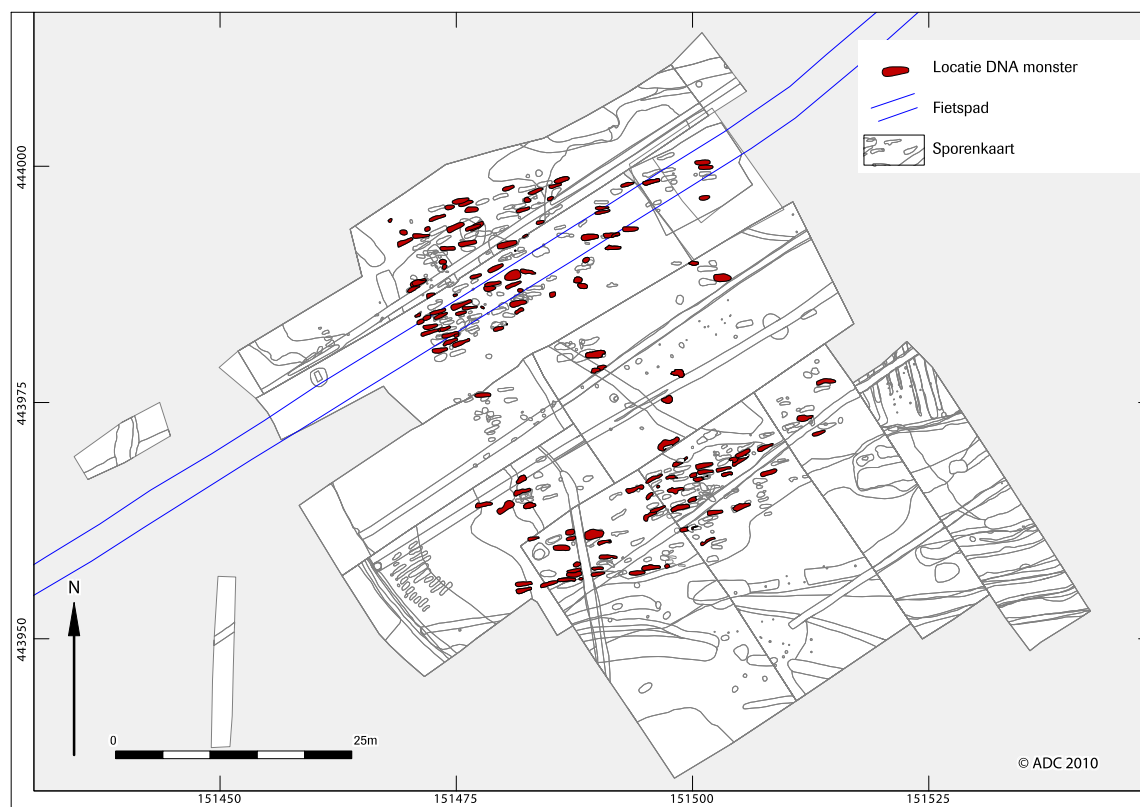 Locatie DNA monster
Fietspad
Sporenkaart
444000
443975
443950
N
0 25m
© ADC 2010
151450 151475 151500 151525